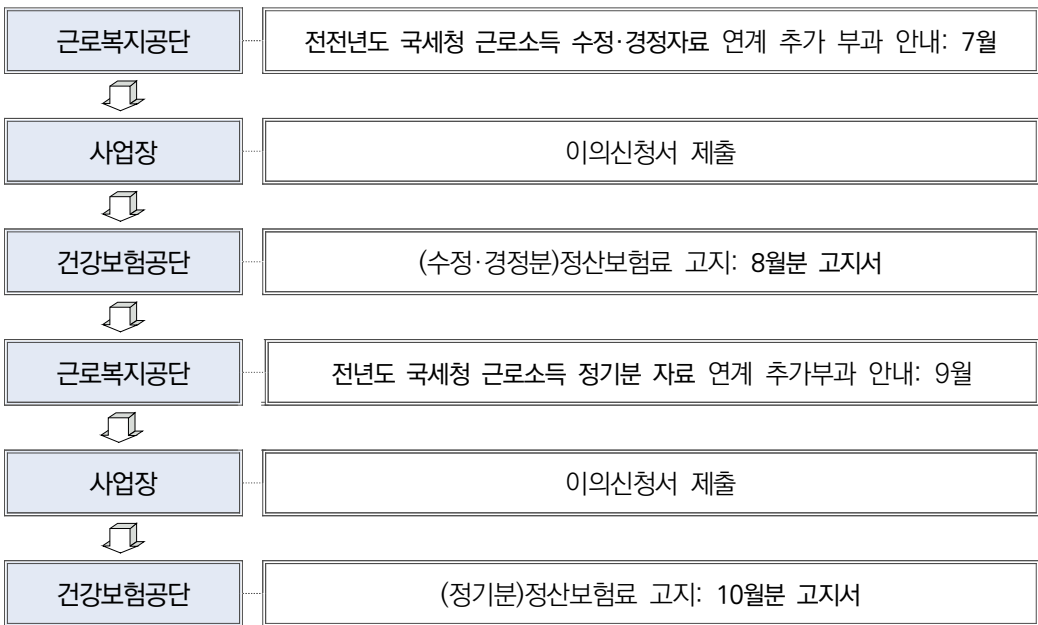 근로복지공단
전전년도 국세청 근로소득 수정·경정자료 연계 추가 부과 안내: 7월
사업장
이의신청서 제출
건강보험공단
(수정·경정분)정산보험료 고지: 8월분 고지서
근로복지공단
전년도 국세청 근로소득 정기분 자료 연계 추가부과 안내: 9월
사업장
이의신청서 제출
건강보험공단
(정기분)정산보험료 고지: 10월분 고지서